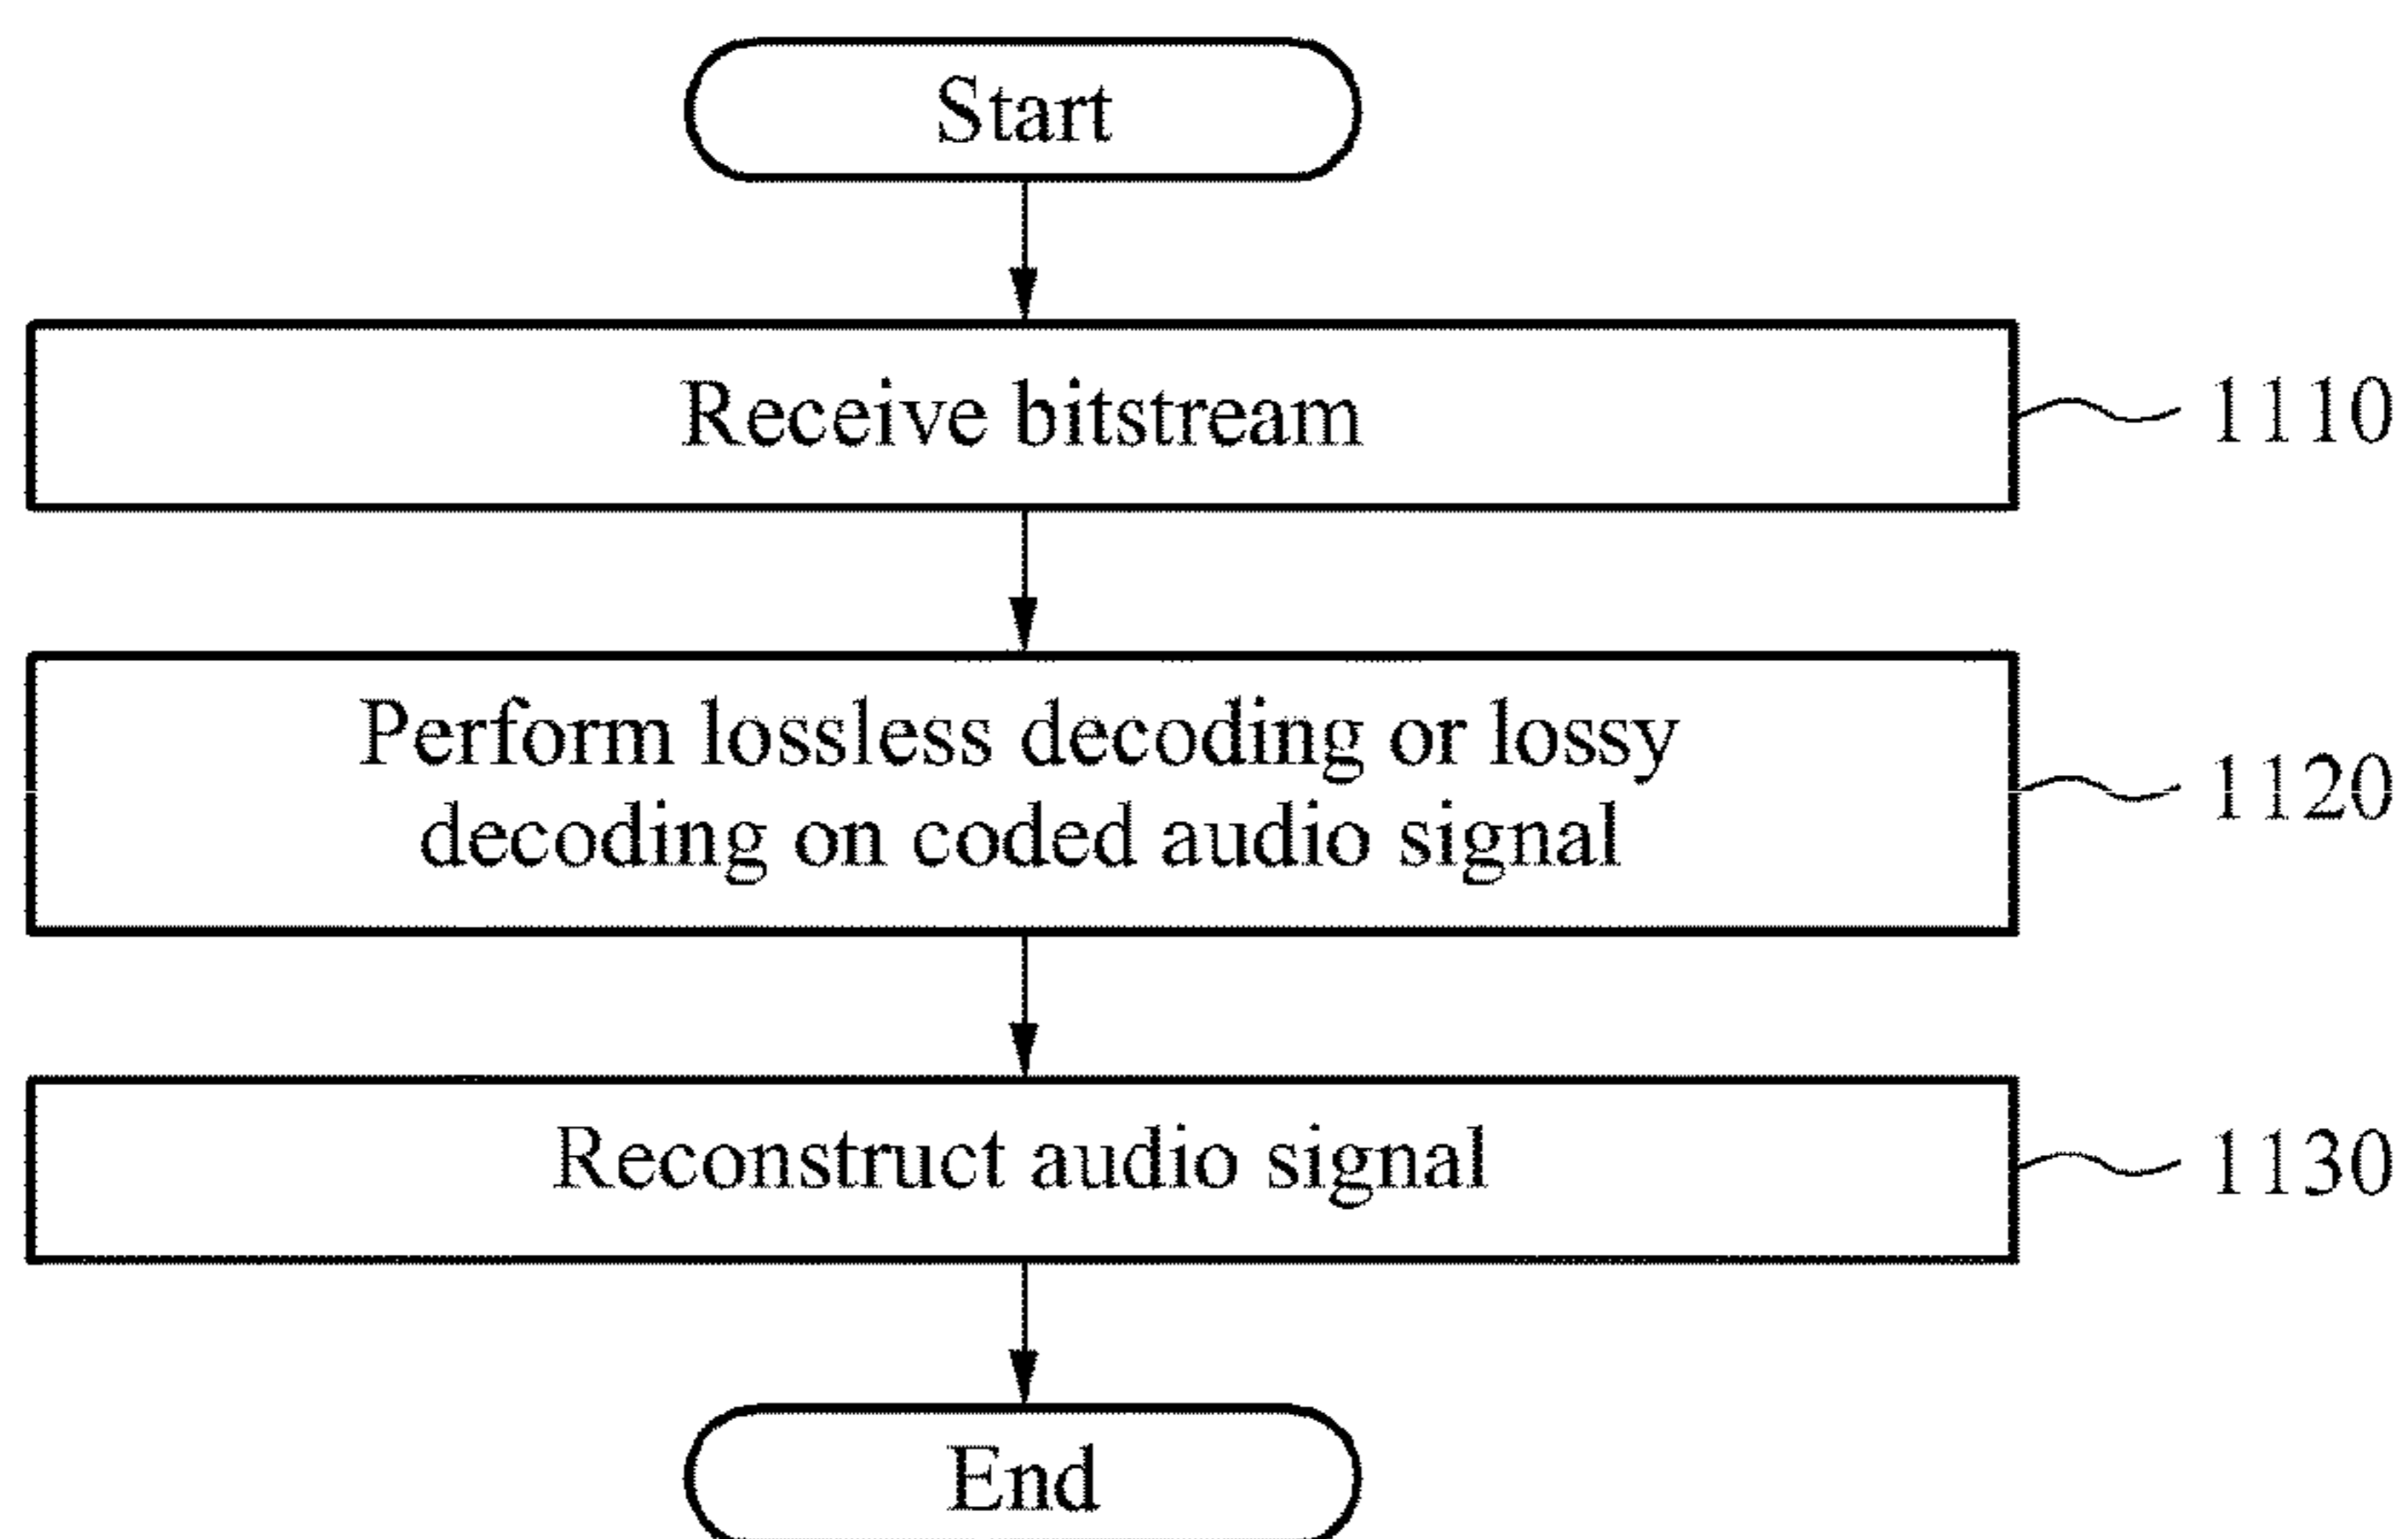 Start
Receive bitstream
1110
Perform lossless decoding or lossy
decoding on coded audio signal
1120
Reconstruct audio signal
1130
End